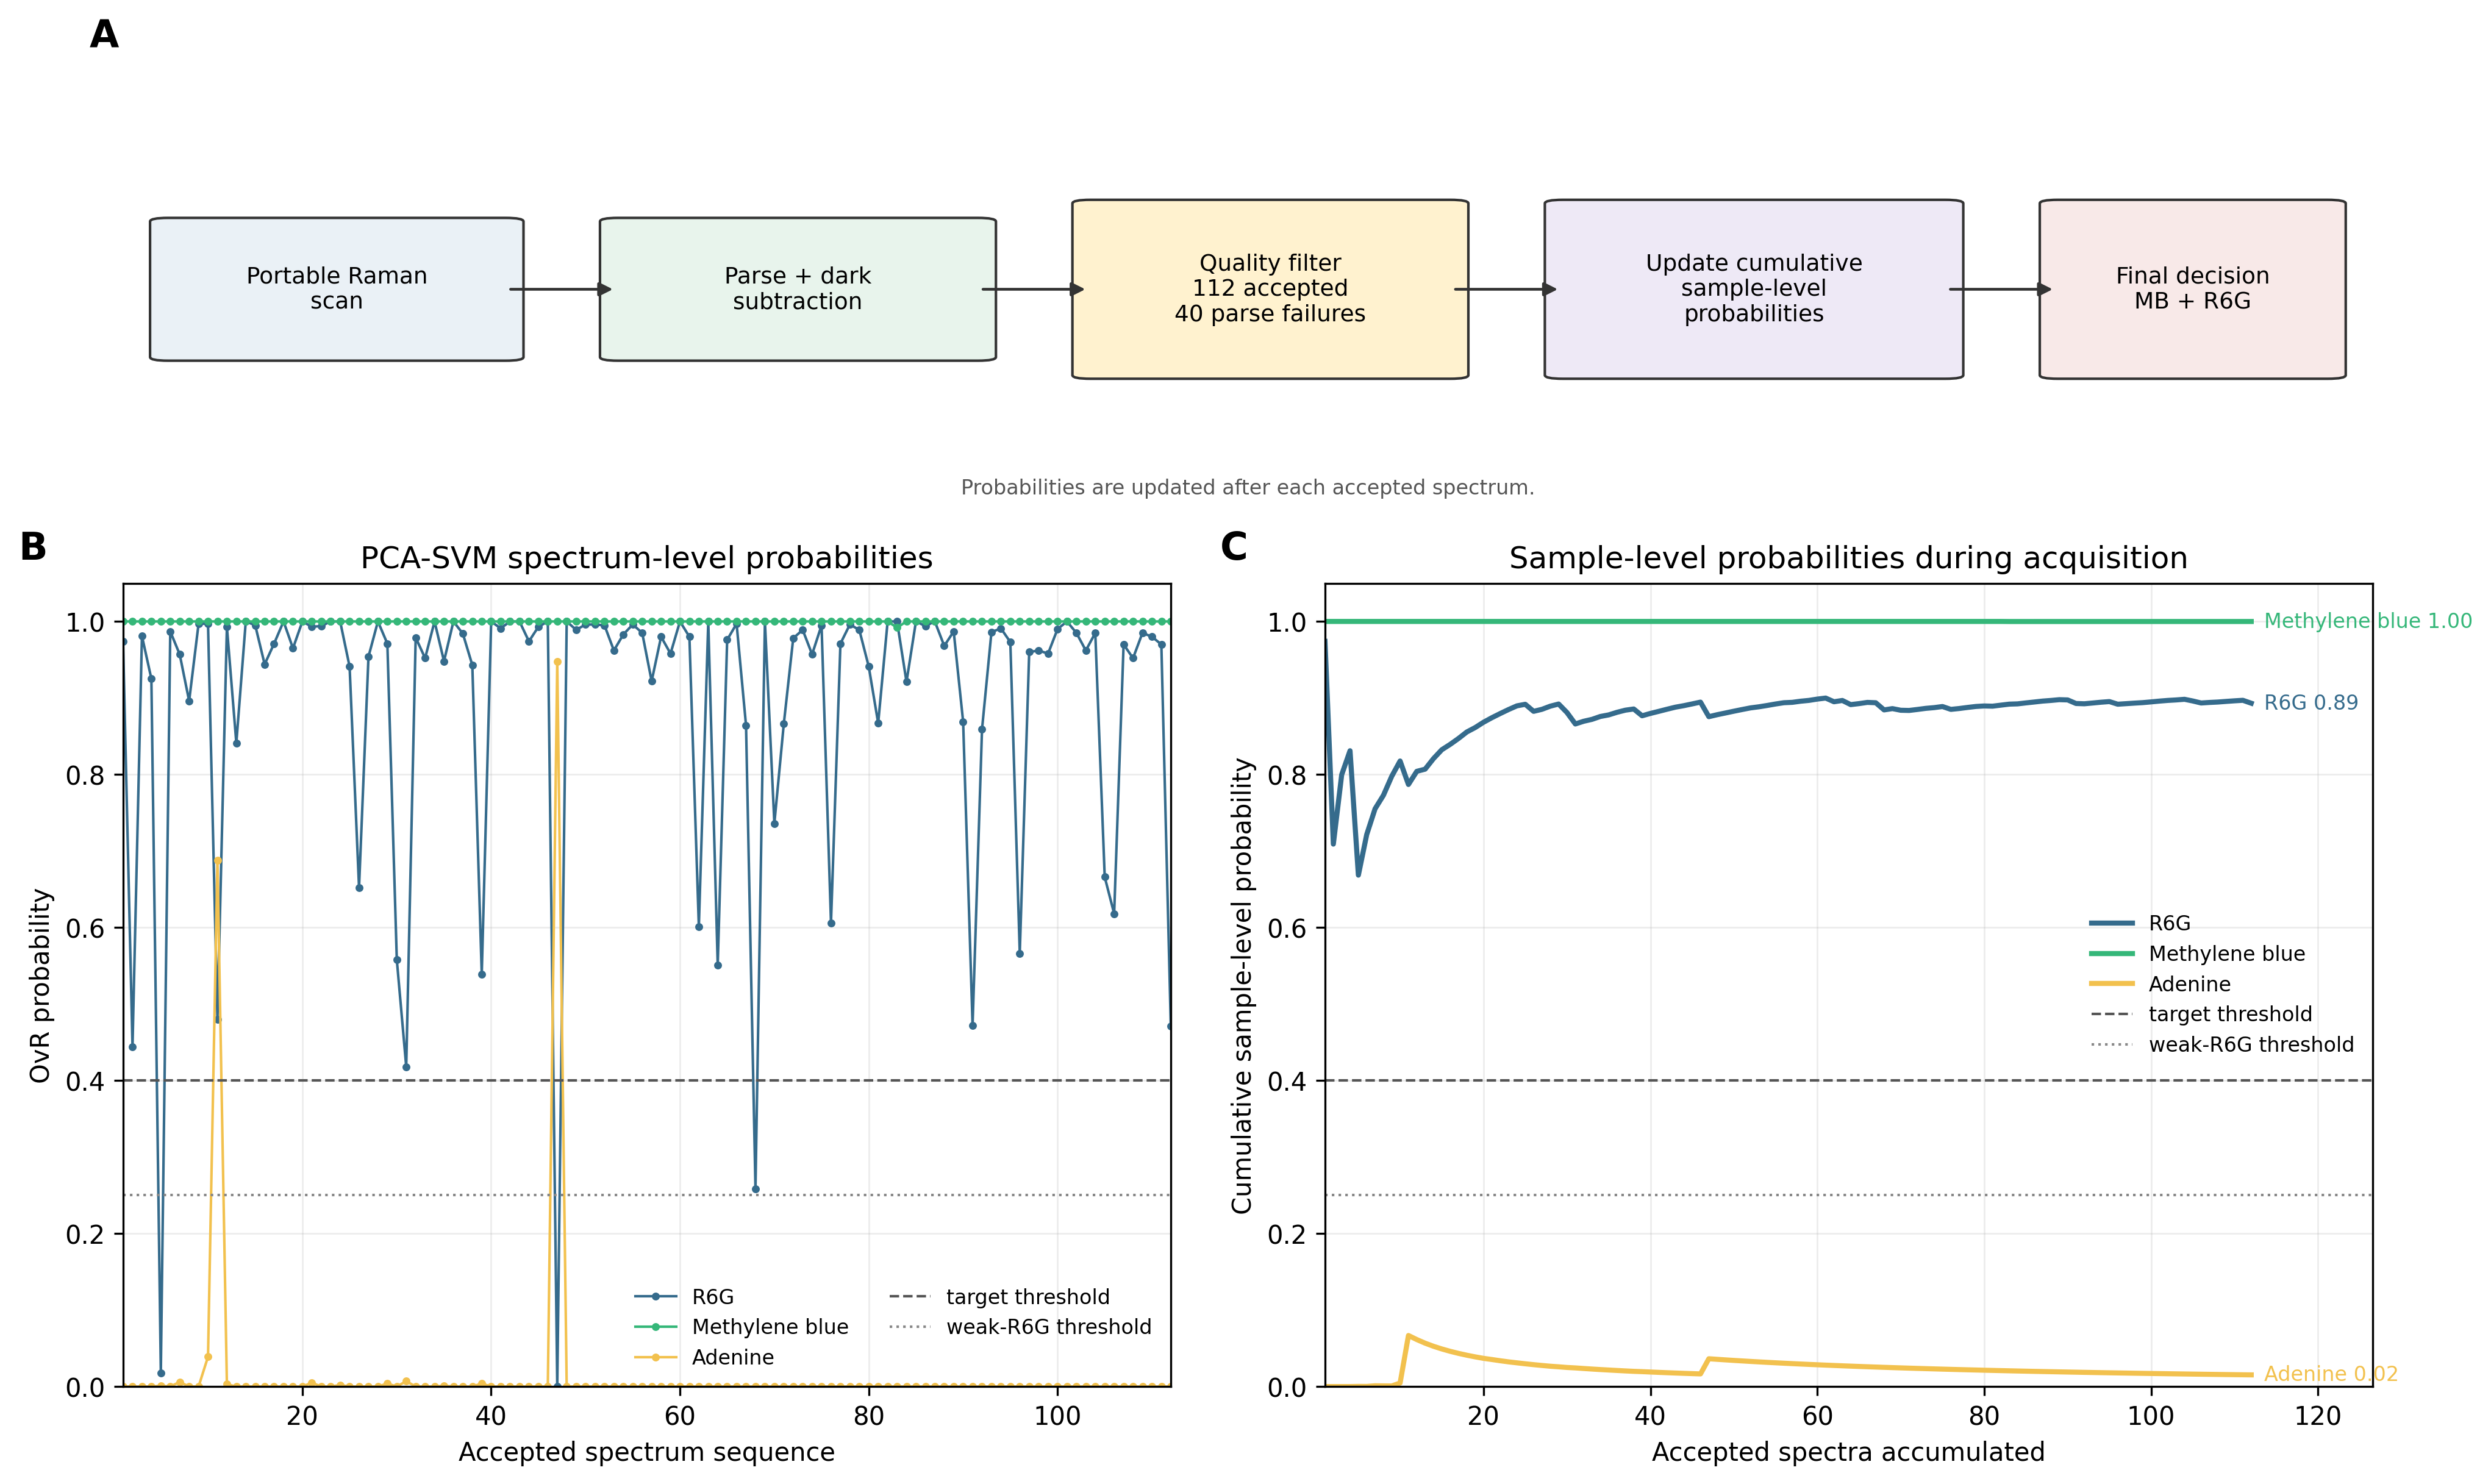 A
Portable Raman
scan
Parse + dark
subtraction
Quality filter
112 accepted
40 parse failures
Update cumulative
sample-level
probabilities
Final decision
MB + R6G
Probabilities are updated after each accepted spectrum.
B
PCA-SVM spectrum-level probabilities
OvR probability
1.0
0.8
0.6
0.4
0.2
0.0
R6G
Methylene blue
Adenine
target threshold
weak-R6G threshold
20
40
60
80
100
Accepted spectrum sequence
C
Sample-level probabilities during acquisition
Cumulative sample-level probability
1.0
0.8
0.6
0.4
0.2
0.0
Methylene blue 1.00
R6G 0.89
R6G
Methylene blue
Adenine
target threshold
weak-R6G threshold
Adenine 0.02
20
40
60
80
100
120
Accepted spectra accumulated